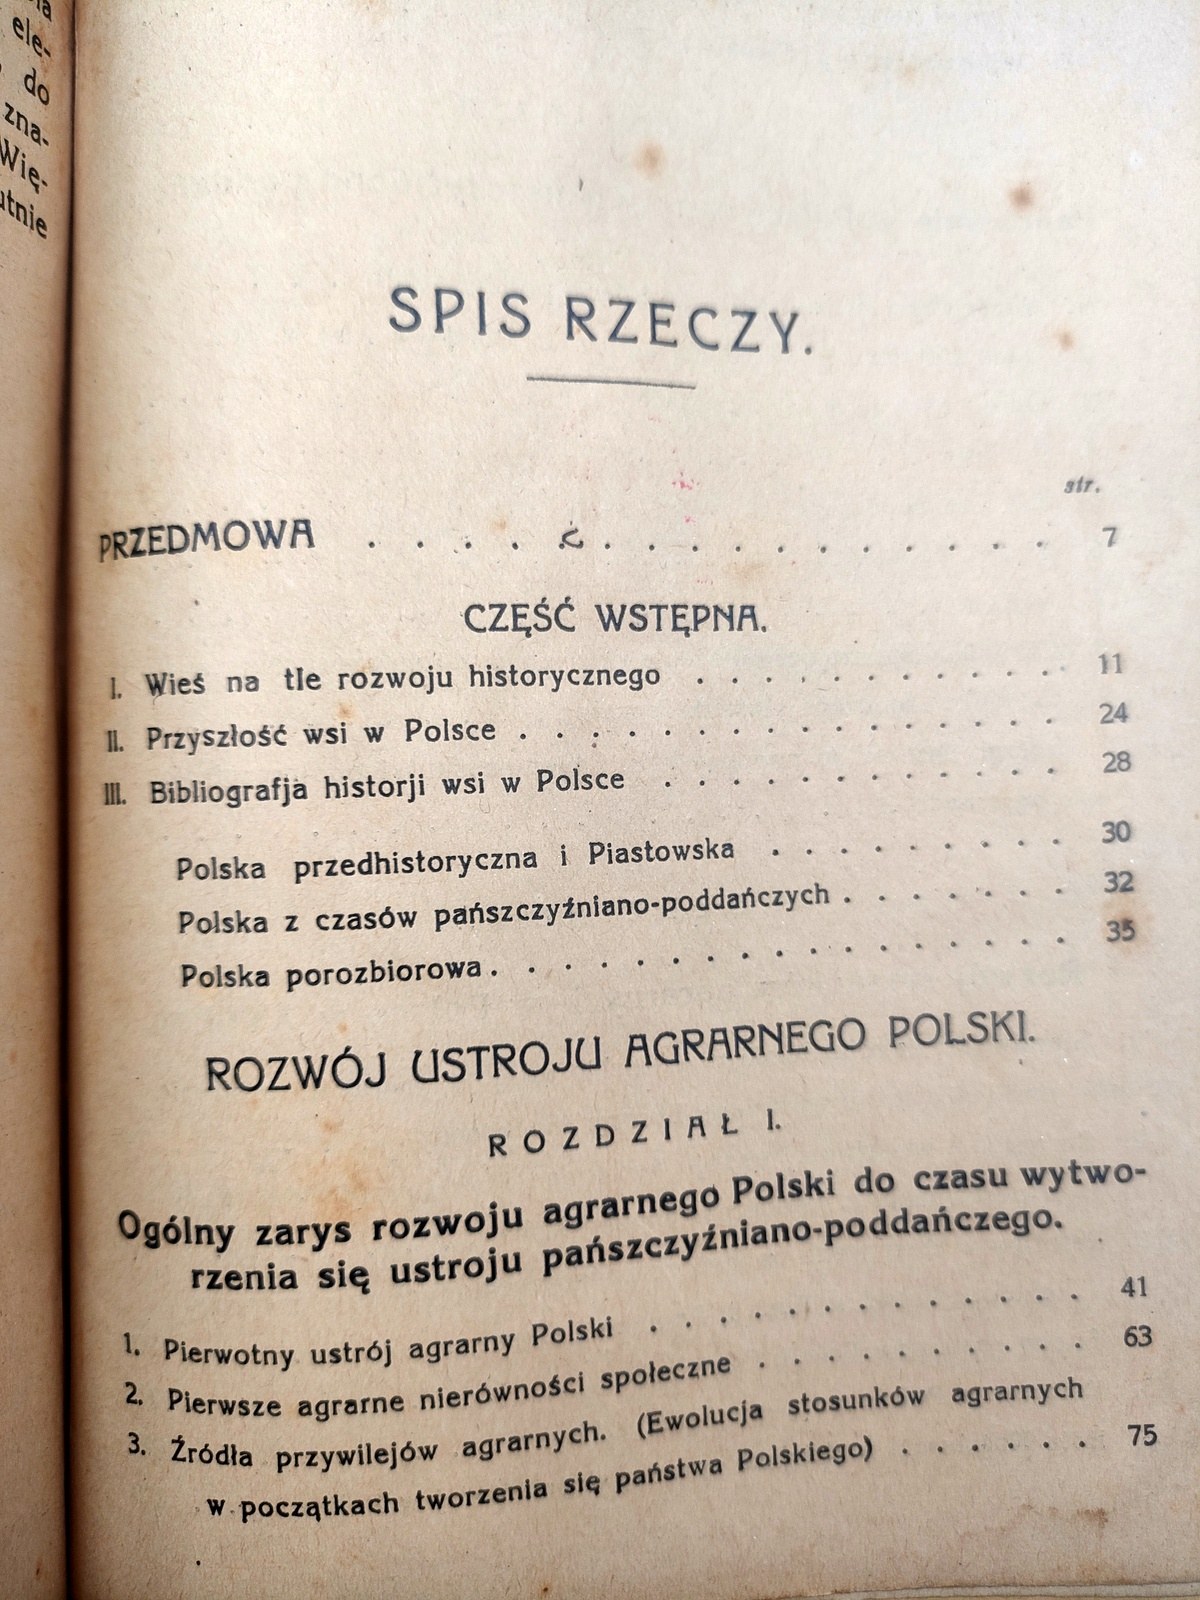 ele-
do
zna-
Wię-
utnie
SPIS RZECZY.
str.
PRZEDMOWA . . . . . . . . . . . . . . . 7
CZĘŚĆ WSTĘPNA.
I. Wieś na tle rozwoju historycznego . . . . . . . . . . . 11
II. Przyszłość wsi w Polsce . . . . . . . . . . . . . . . 24
III. Bibliografja historji wsi w Polsce . . . . . . . . . . . . 28
Polska przedhistoryczna i Piastowska . . . . . . . . . 30
Polska z czasów pańszczyźniano-poddańczych . . . . . . . 32
Polska porozbiorowa . . . . . . . . . . . . . . . . . 35
ROZWÓJ USTROJU AGRARNEGO POLSKI.
ROZDZIAŁ I.
Ogólny zarys rozwoju agrarnego Polski do czasu wytwo-
rzenia się ustroju pańszczyźniano-poddańczego.
1. Pierwotny ustrój agrarny Polski . . . . . . . . . . . . . 41
2. Pierwsze agrarne nierówności społeczne . . . . . . . . . . 63
3. Źródła przywilejów agrarnych. (Ewolucja stosunków agrarnych
w początkach tworzenia się państwa Polskiego) . . . . . . 75